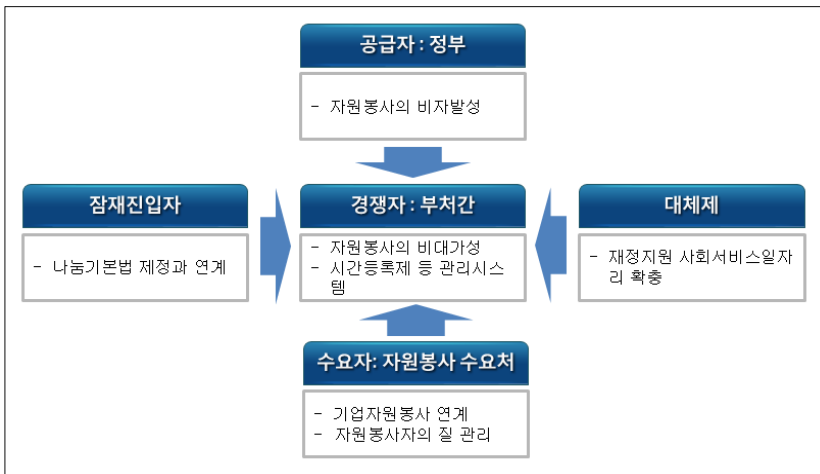 공급자 : 정부
- 자원봉사의 비자발성
잠재진입자
- 나눔기본법 제정과 연계
경쟁자 : 부처간
- 자원봉사의 비대가성
- 시간등록제 등 관리시스
템
대체제
- 재정지원 사회서비스일자
리 확충
수요자: 자원봉사 수요처
- 기업자원봉사 연계
- 자원봉사자의 질 관리